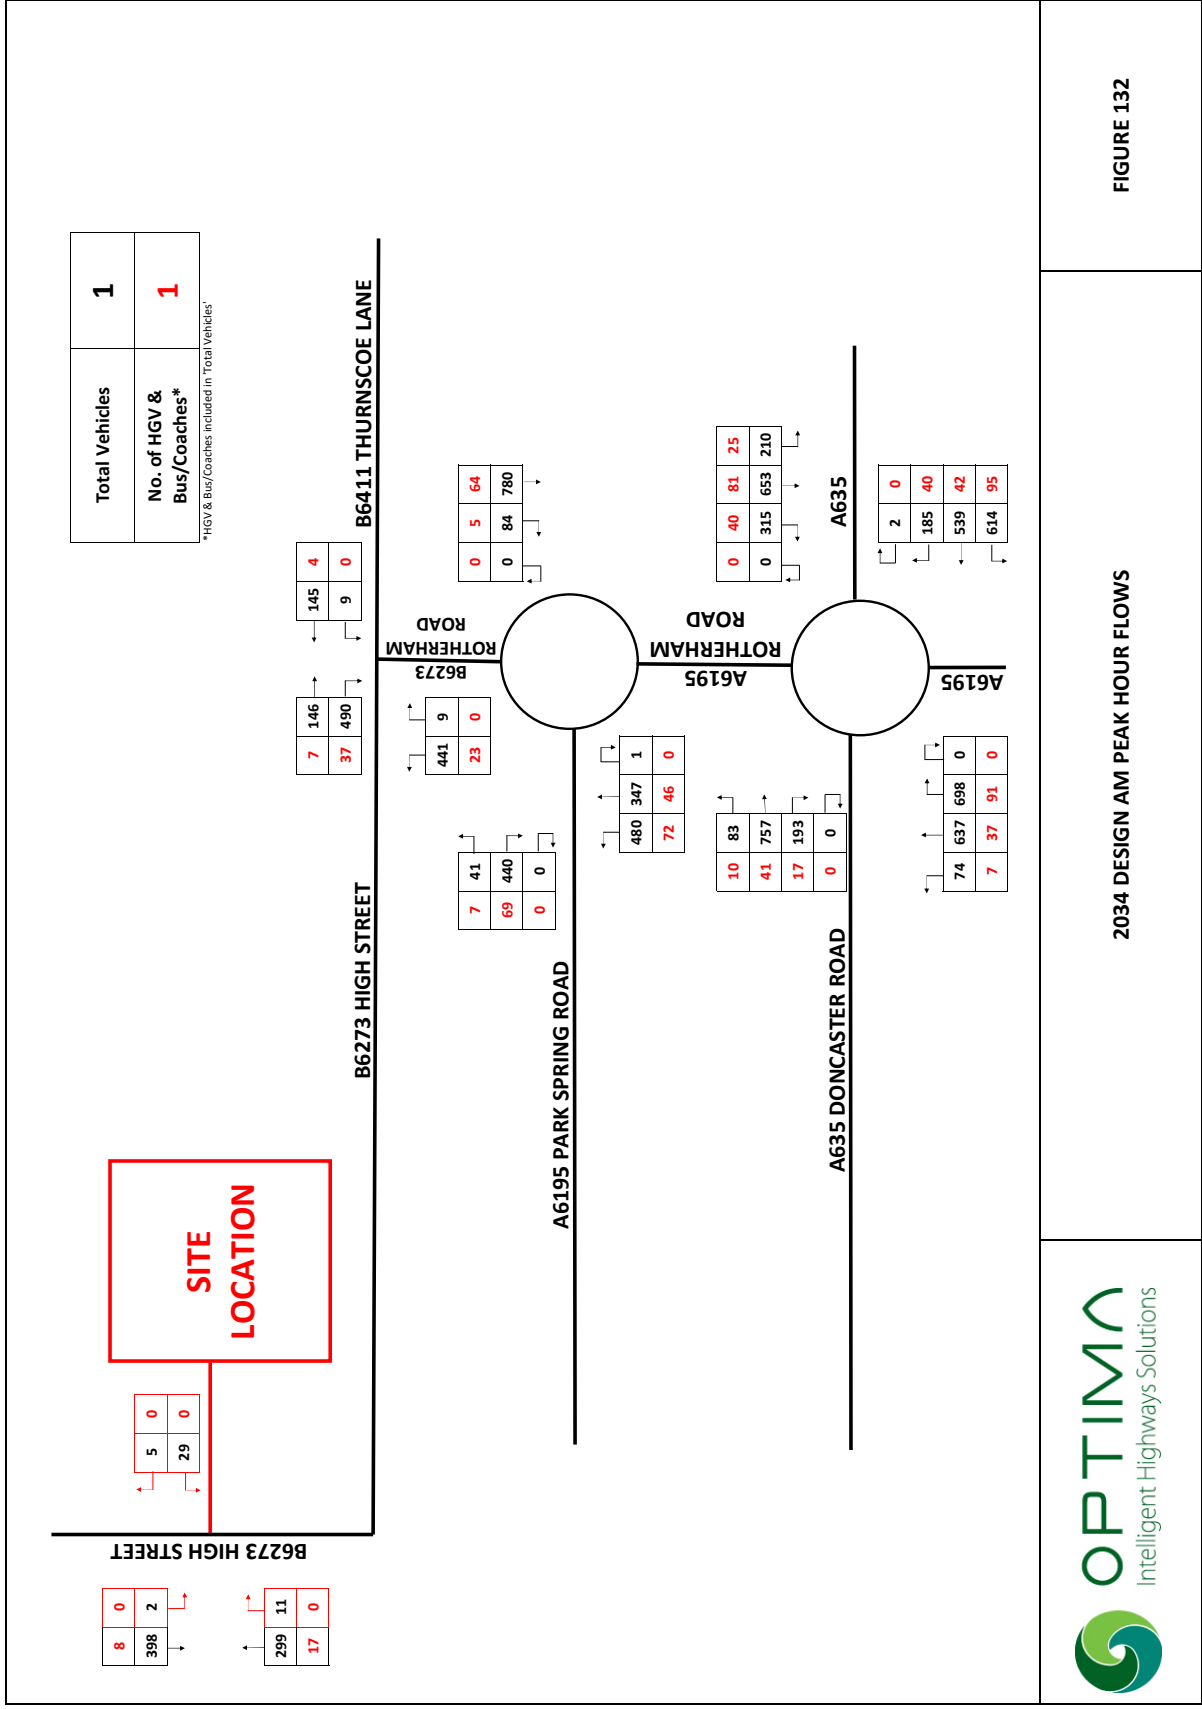 Total Vehicles 1
No. of HGV &
Bus/Coaches* 1
*HGV & Bus/Coaches included in 'Total Vehicles'
8 0
398 2
B6273 HIGH STREET
299 11
17 0
5 0
29 0
SITE
LOCATION
B6273 HIGH STREET
7 146
37 490
145 4
9 0
B6411 THURNSCOE LANE
441 9
23 0
B6273
ROTHERHAM
ROAD
7 41
69 440
0 0
0 5 64
0 84 780
A6195 PARK SPRING ROAD
480 347 1
72 46 0
A6195
ROTHERHAM
ROAD
10 83
41 757
17 193
0 0
0 40 81 25
0 315 653 210
A635 DONCASTER ROAD
A635
2 0
185 40
539 42
614 95
74 637 698 0
7 37 91 0
A6195
OPTIMA
Intelligent Highways Solutions
2034 DESIGN AM PEAK HOUR FLOWS
FIGURE 132